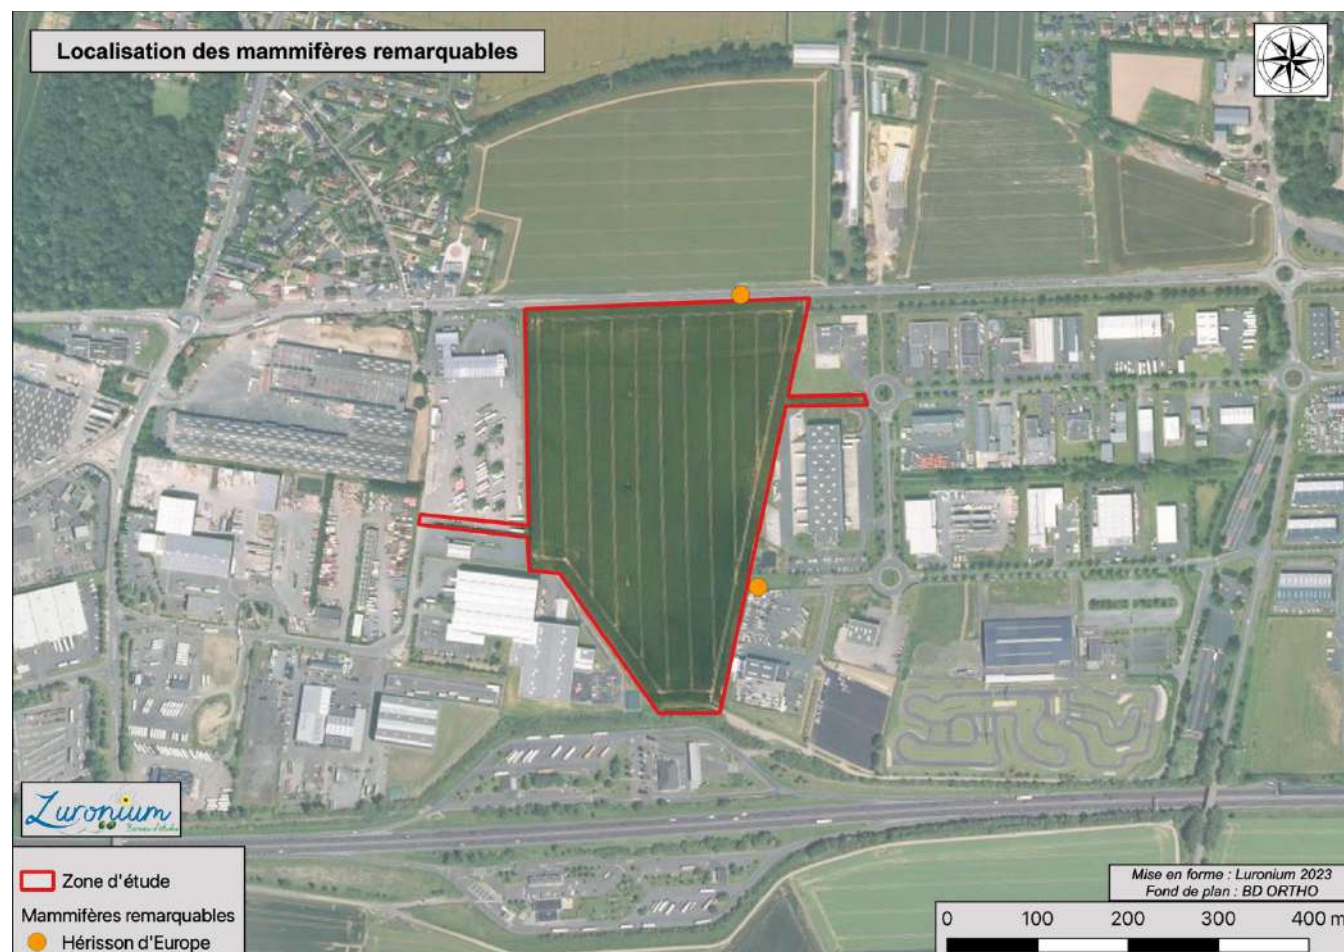 Localisation des mammifères remarquables
Luronium
Bureau d'études
Zone d'étude
Mammifères remarquables
Hérisson d'Europe
Mise en forme : Luronium 2023
Fond de plan : BD ORTHO
0 100 200 300 400 m